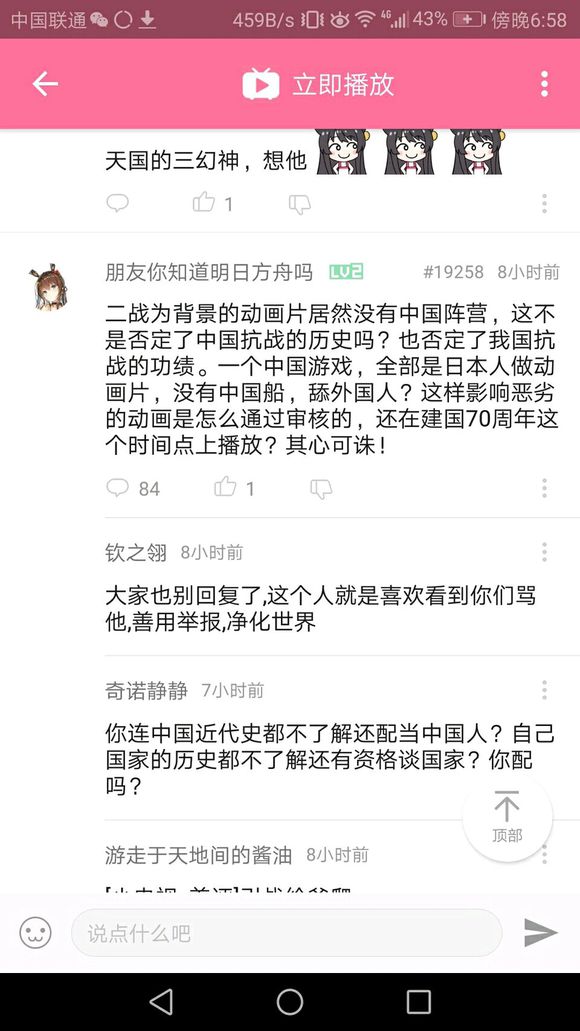 中国联通 459B/s 4G 43% 傍晚6:58
立即播放
天国的三幻神，想他
1
朋友你知道明日方舟吗 LV2 #19258 8小时前
二战为背景的动画片居然没有中国阵营，这不
是否定了中国抗战的历史吗？也否定了我国抗
战的功绩。一个中国游戏，全部是日本人做动
画片，没有中国船，舔外国人？这样影响恶劣
的动画是怎么通过审核的，还在建国70周年这
个时间点上播放？其心可诛！
84 1
钦之翎 8小时前
大家也别回复了,这个人就是喜欢看到你们骂
他,善用举报,净化世界
奇诺静静 7小时前
你连中国近代史都不了解还配当中国人？自己
国家的历史都不了解还有资格谈国家？你配
吗？
顶部
游走于天地间的酱油 8小时前
说点什么吧